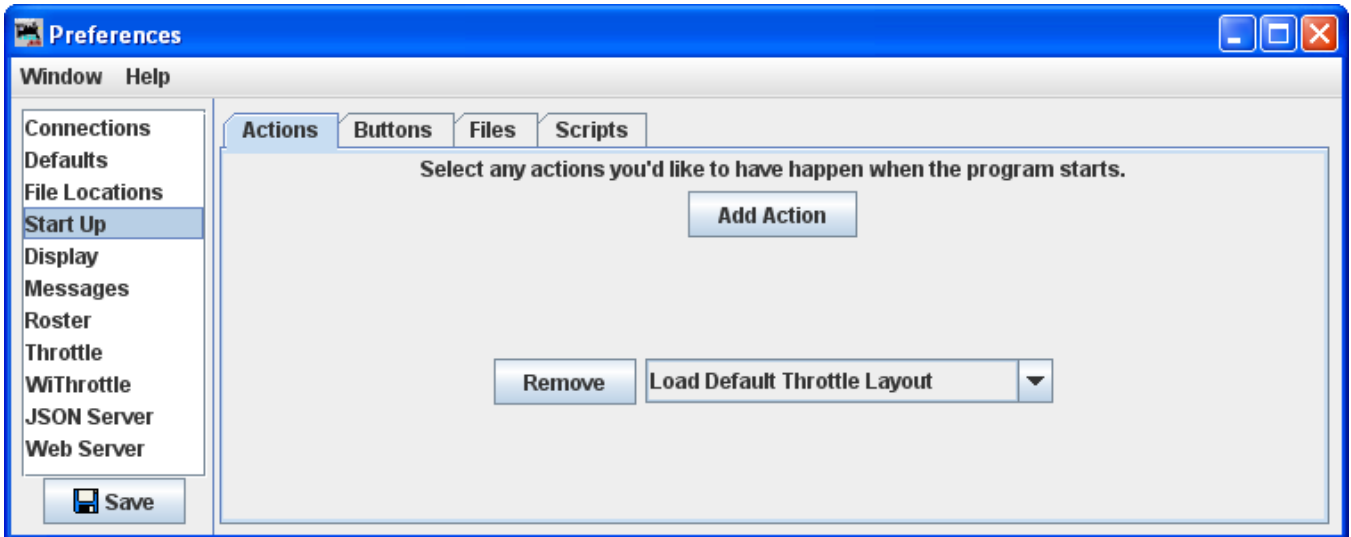 Preferences
Window Help
Connections
Defaults
File Locations
Start Up
Display
Messages
Roster
Throttle
WiThrottle
JSON Server
Web Server
Save
Actions Buttons Files Scripts
Select any actions you'd like to have happen when the program starts.
Add Action
Remove Load Default Throttle Layout